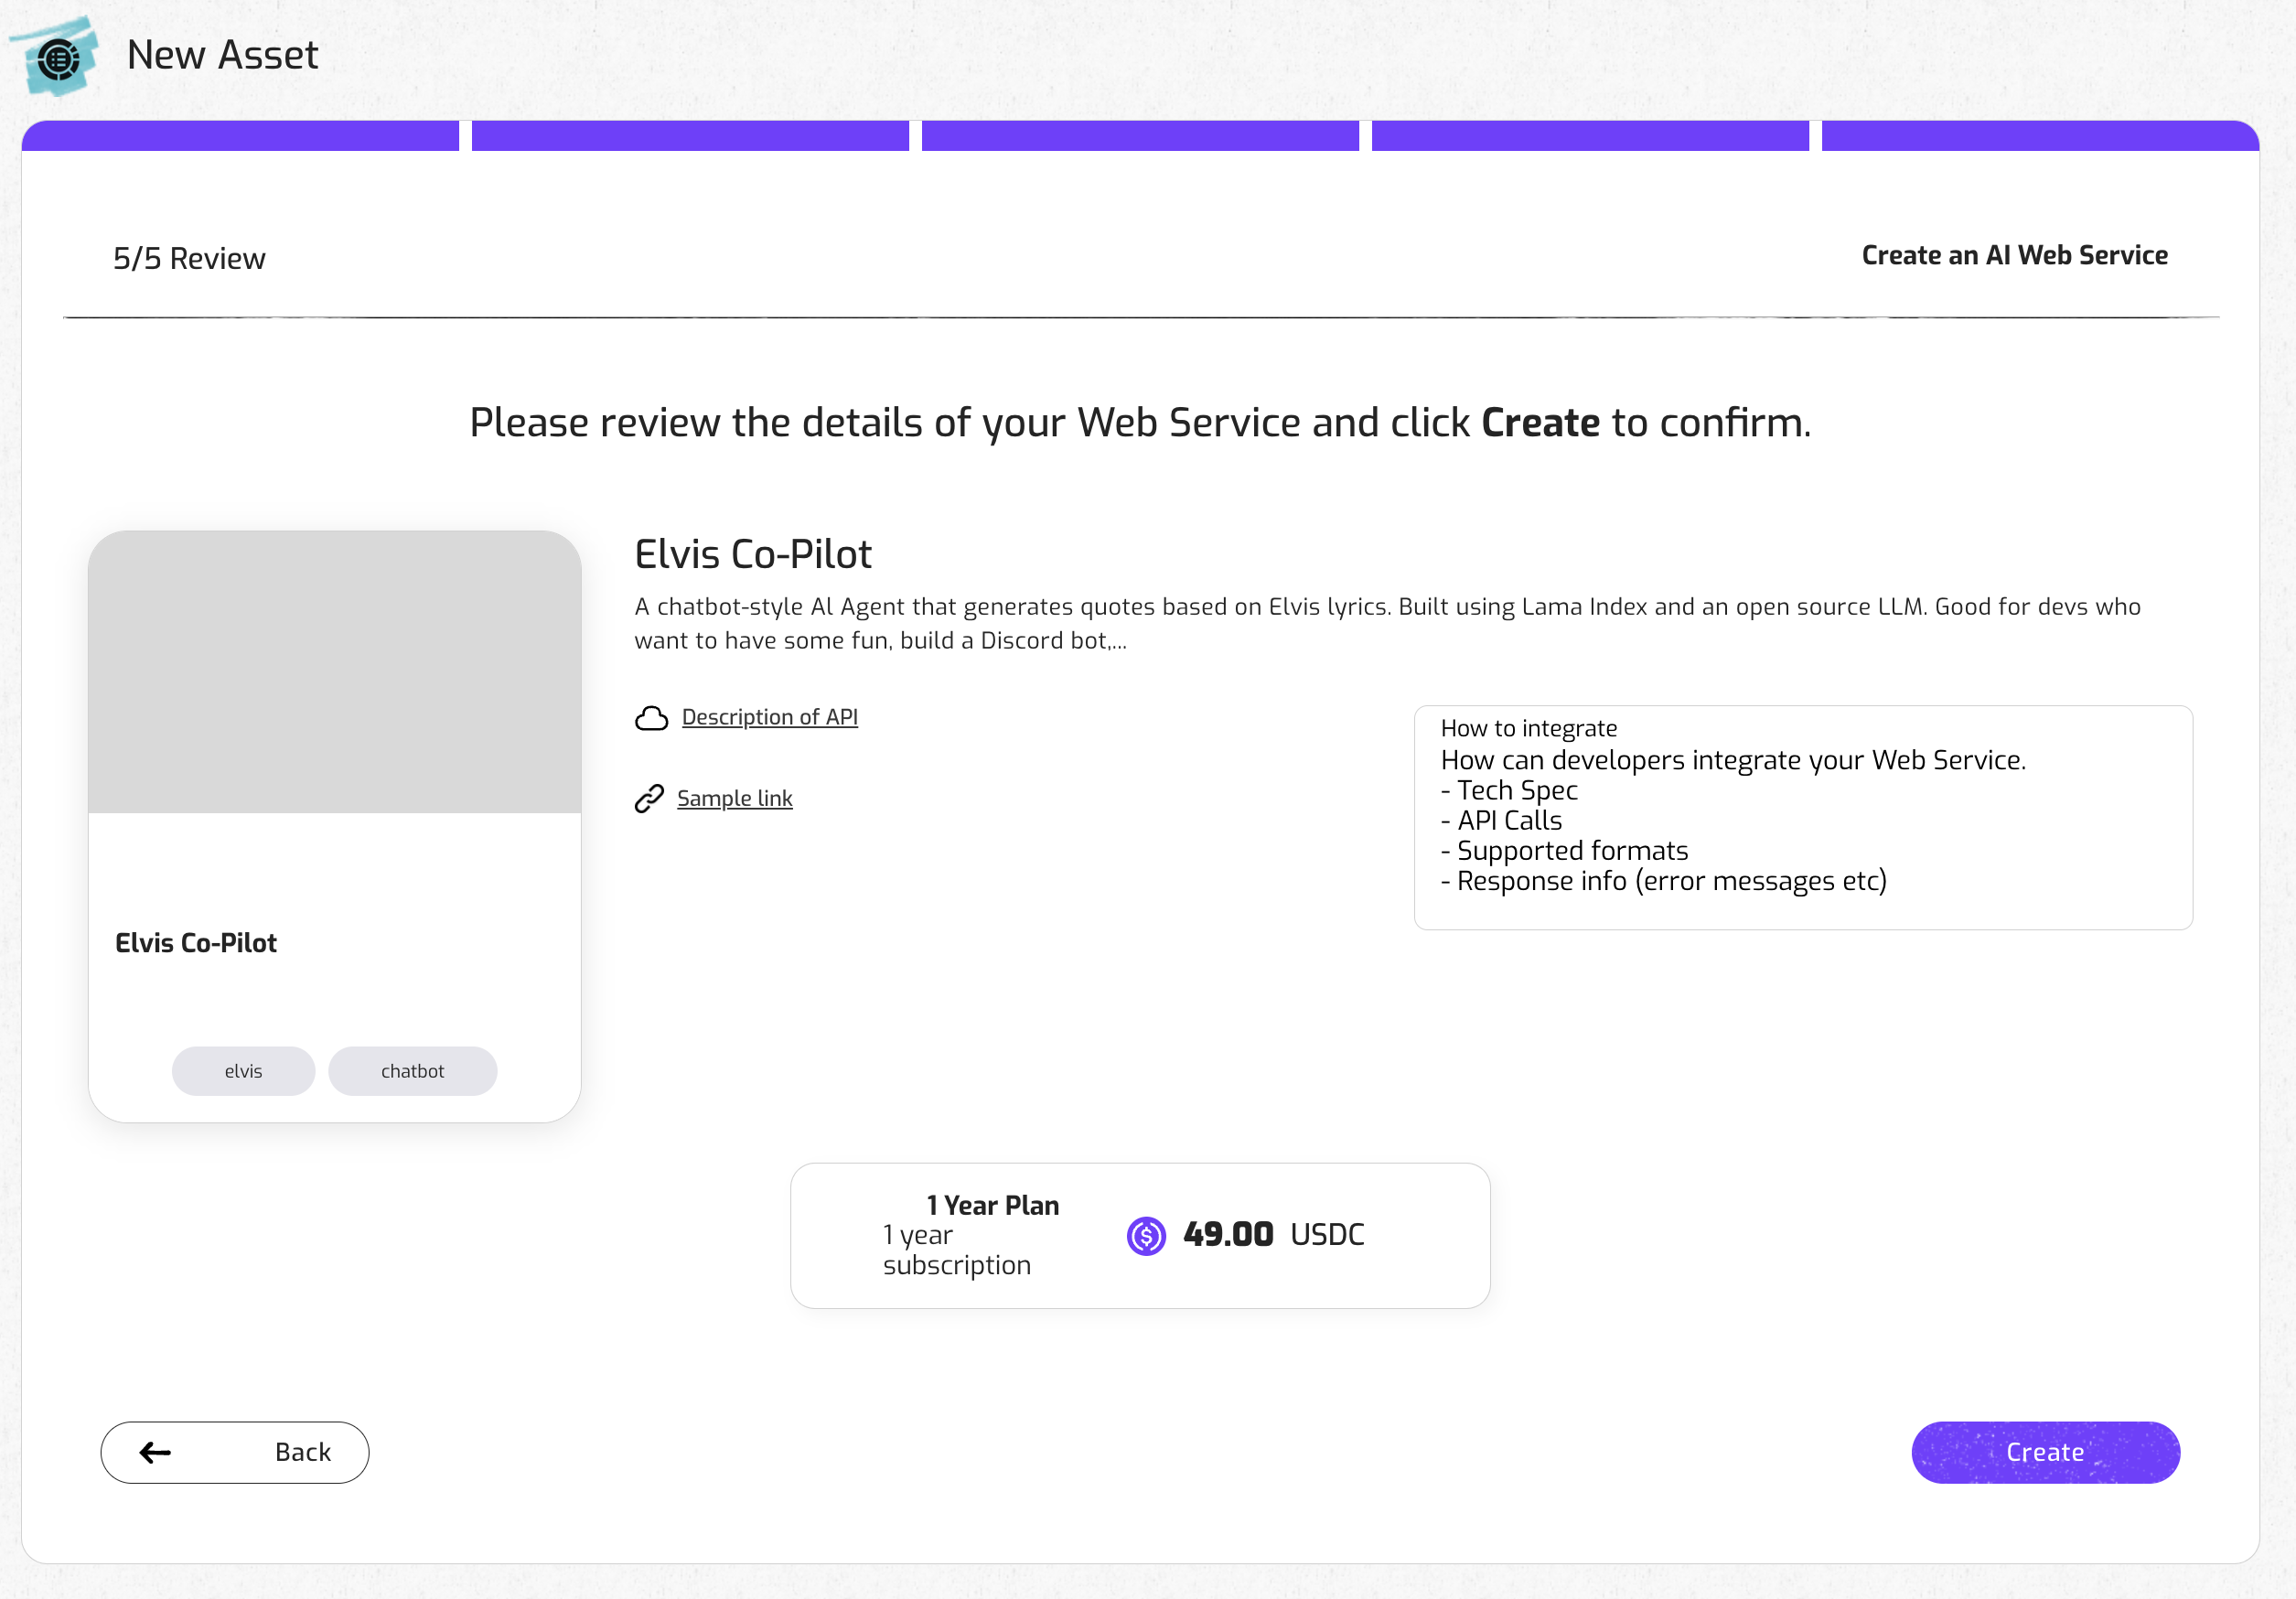 New Asset
5/5 Review
Create an AI Web Service
Please review the details of your Web Service and click Create to confirm.
Elvis Co-Pilot
A chatbot-style Al Agent that generates quotes based on Elvis lyrics. Built using Lama Index and an open source LLM. Good for devs who
want to have some fun, build a Discord bot,...
Description of API
Sample link
How to integrate
How can developers integrate your Web Service.
- Tech Spec
- API Calls
- Supported formats
- Response info (error messages etc)
Elvis Co-Pilot
elvis
chatbot
1 Year Plan
1 year
subscription
49.00 USDC
Back
Create